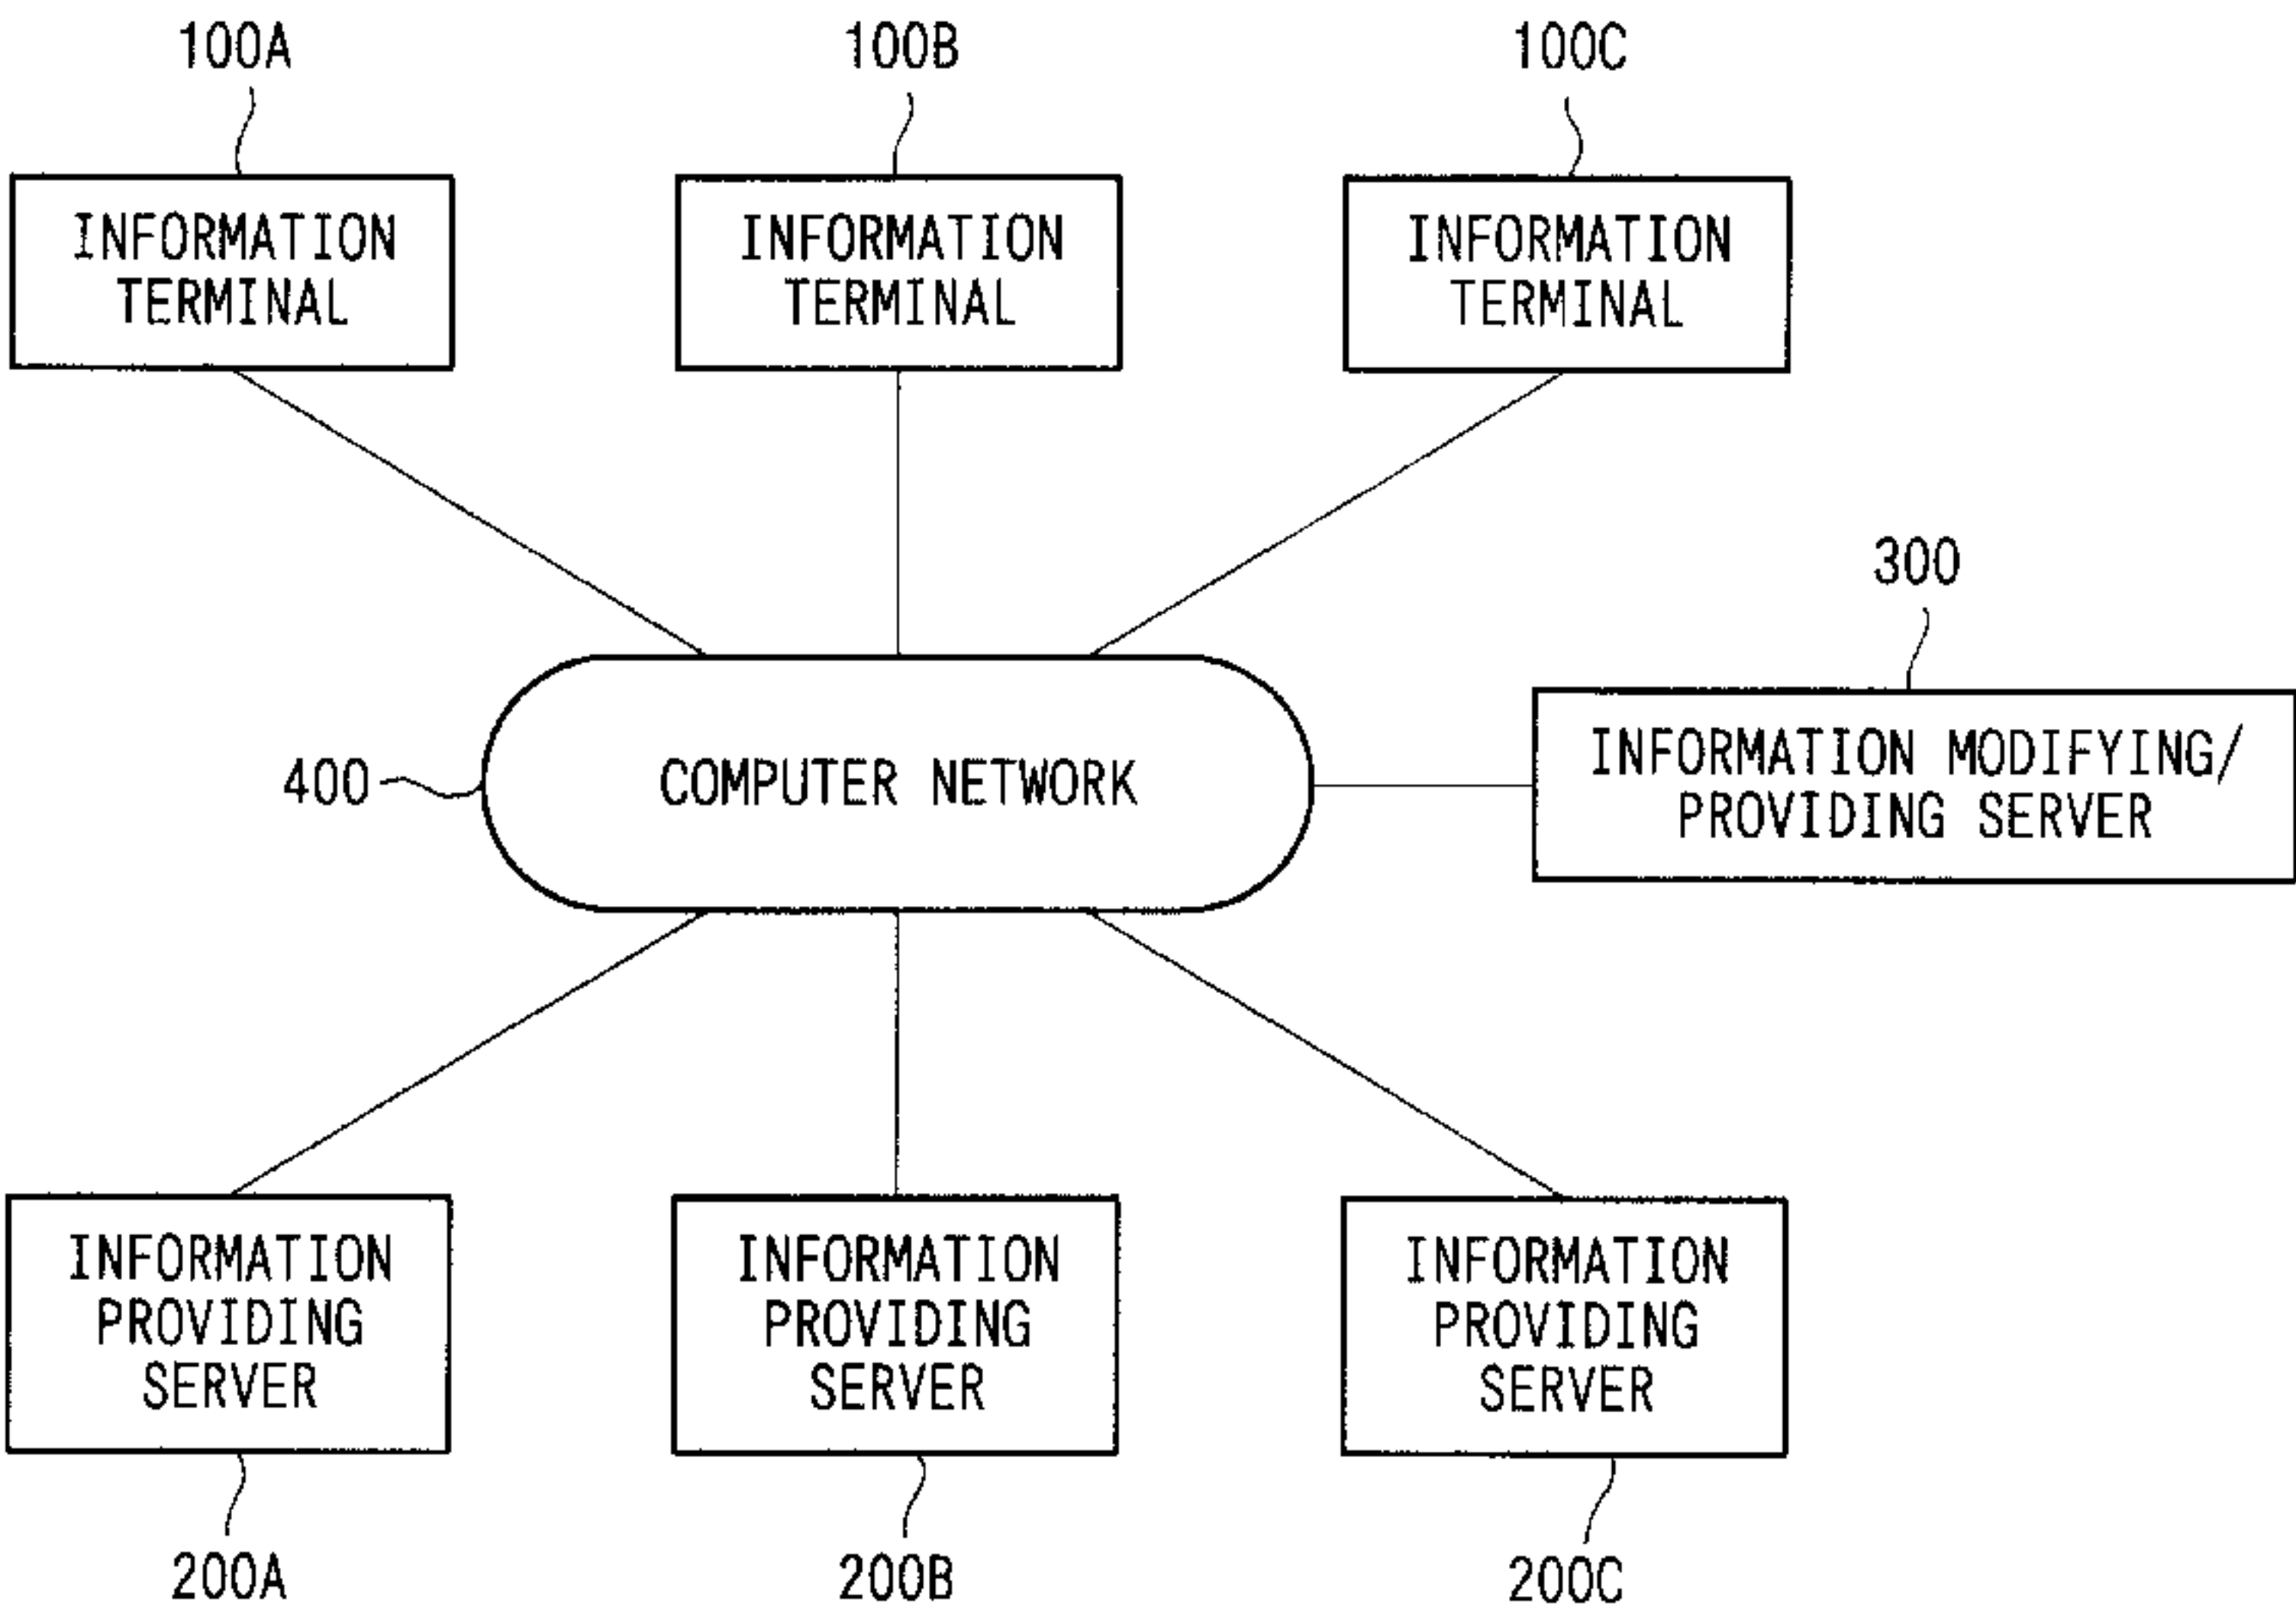 100A
100B
100C
INFORMATION
TERMINAL
INFORMATION
TERMINAL
INFORMATION
TERMINAL
300
400
COMPUTER NETWORK
INFORMATION MODIFYING/
PROVIDING SERVER
INFORMATION
PROVIDING
SERVER
INFORMATION
PROVIDING
SERVER
INFORMATION
PROVIDING
SERVER
200A
200B
200C